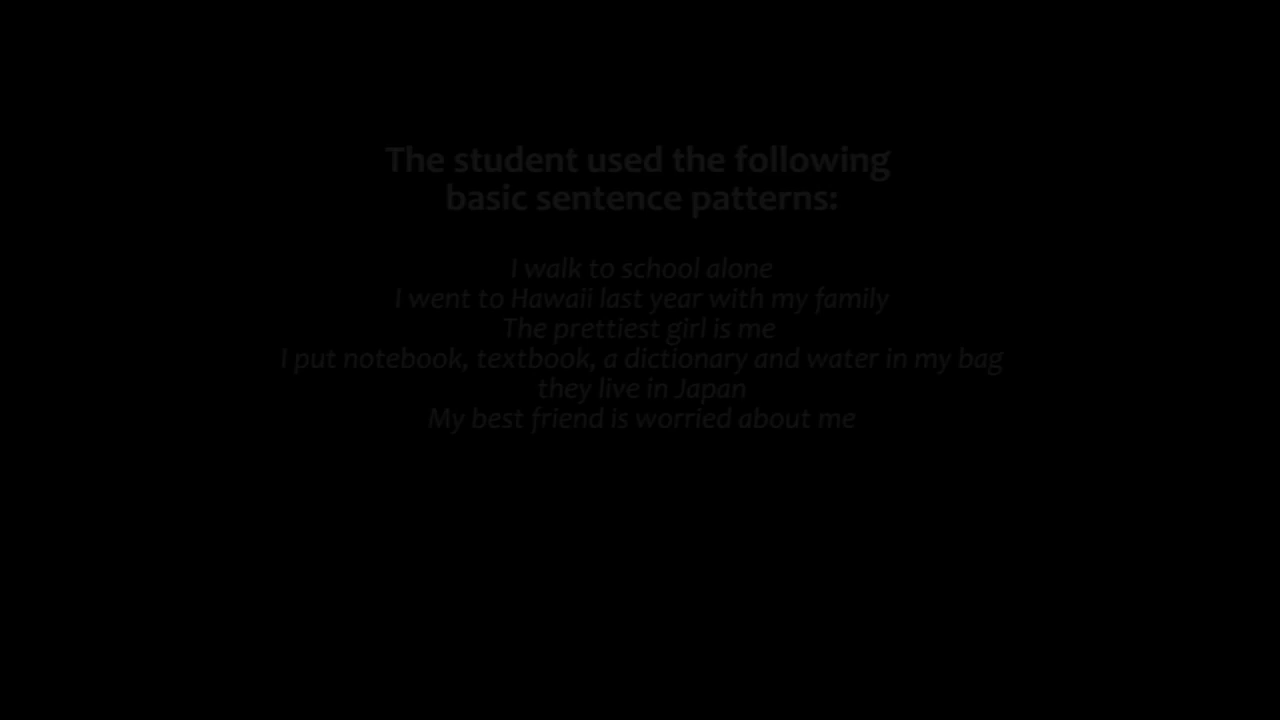 The student used the following
basic sentence patterns:
I walk to school alone
I went to Hawaii last year with my family
The prettiest girl is me
I put notebook, textbook, a dictionary and water in my bag
they live in Japan
My best friend is worried about me